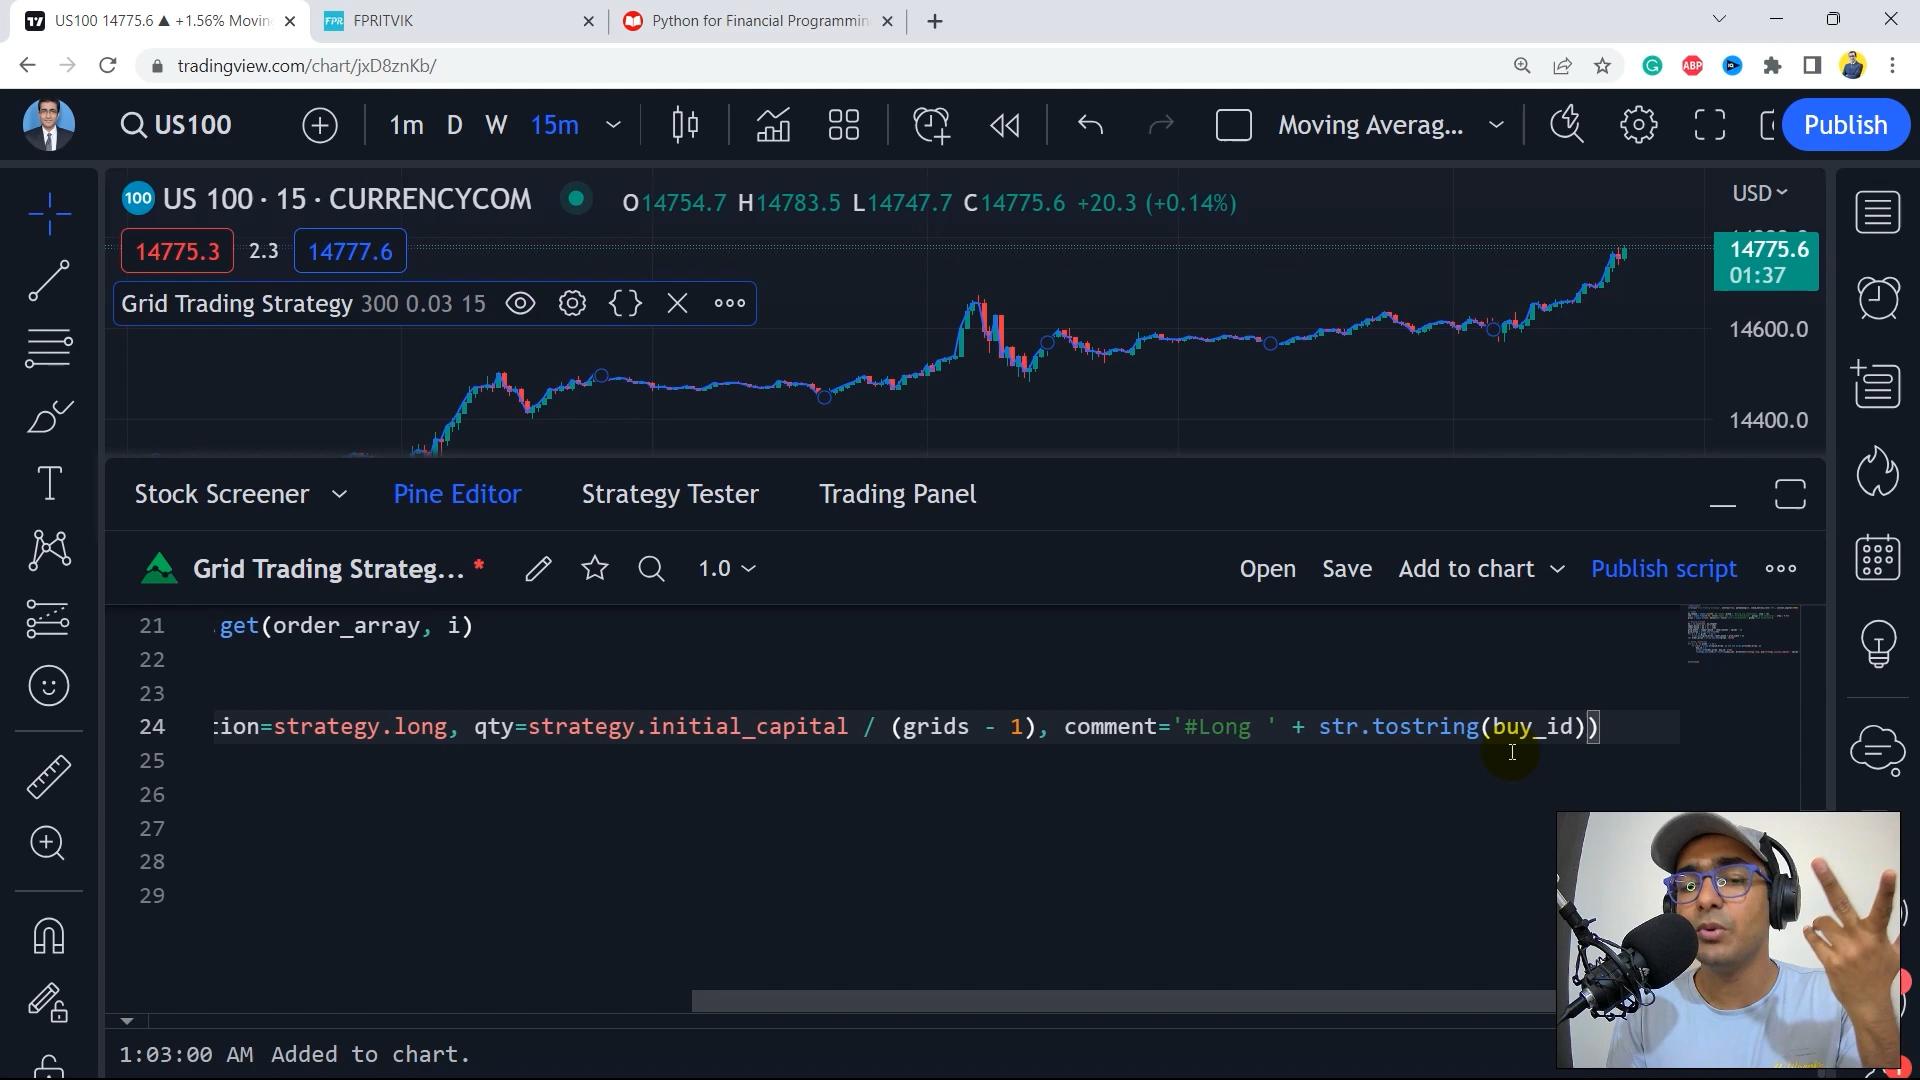 US100 14775.6 ▲ +1.56% Movin
FPR FPRITVIK
Python for Financial Programmin
tradingview.com/chart/jxD8znKb/
G
ABP
US100
1m D W 15m
Moving Averag...
Publish
100 US 100 · 15 · CURRENCYCOM
O14754.7 H14783.5 L14747.7 C14775.6 +20.3 (+0.14%)
USD
14775.3 2.3 14777.6
14775.6
01:37
Grid Trading Strategy 300 0.03 15
14600.0
14400.0
Stock Screener Pine Editor Strategy Tester Trading Panel
Grid Trading Strateg... * 1.0 Open Save Add to chart Publish script
21 .get(order_array, i)
22
23
24 tion=strategy.long, qty=strategy.initial_capital / (grids - 1), comment='#Long ' + str.tostring(buy_id))
25
26
27
28
29
1:03:00 AM Added to chart.